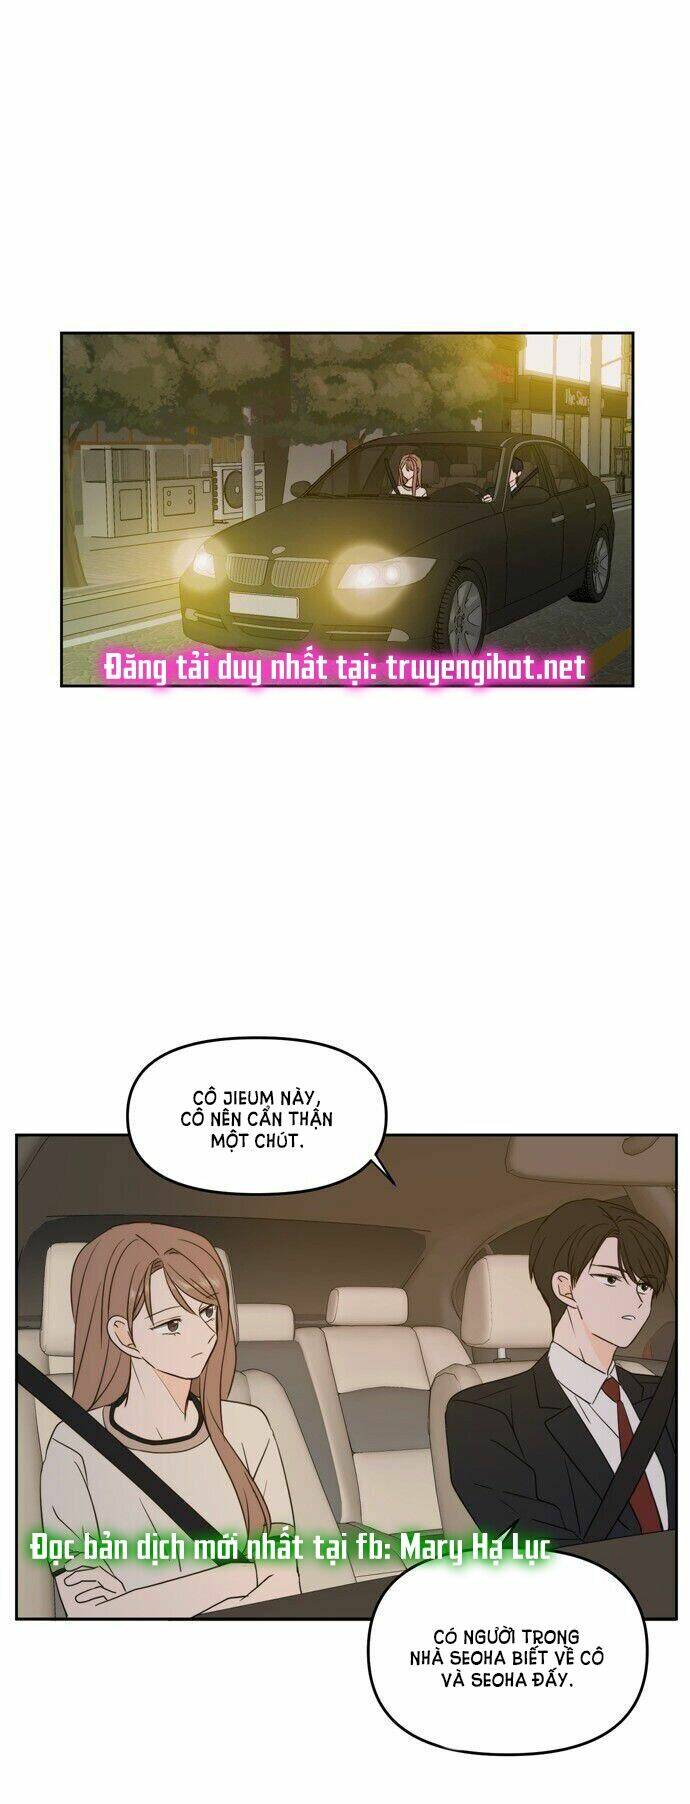 The Story
Đăng tải duy nhất tại: truyengihot.net
CÔ JIEUM NÀY,
CÔ NÊN CẨN THẬN
MỘT CHÚT.
Đọc bản dịch mới nhất tại fb: Mary Hạ Lục
CÓ NGƯỜI TRONG
NHÀ SEOHA BIẾT VỀ CÔ
VÀ SEOHA ĐẤY.